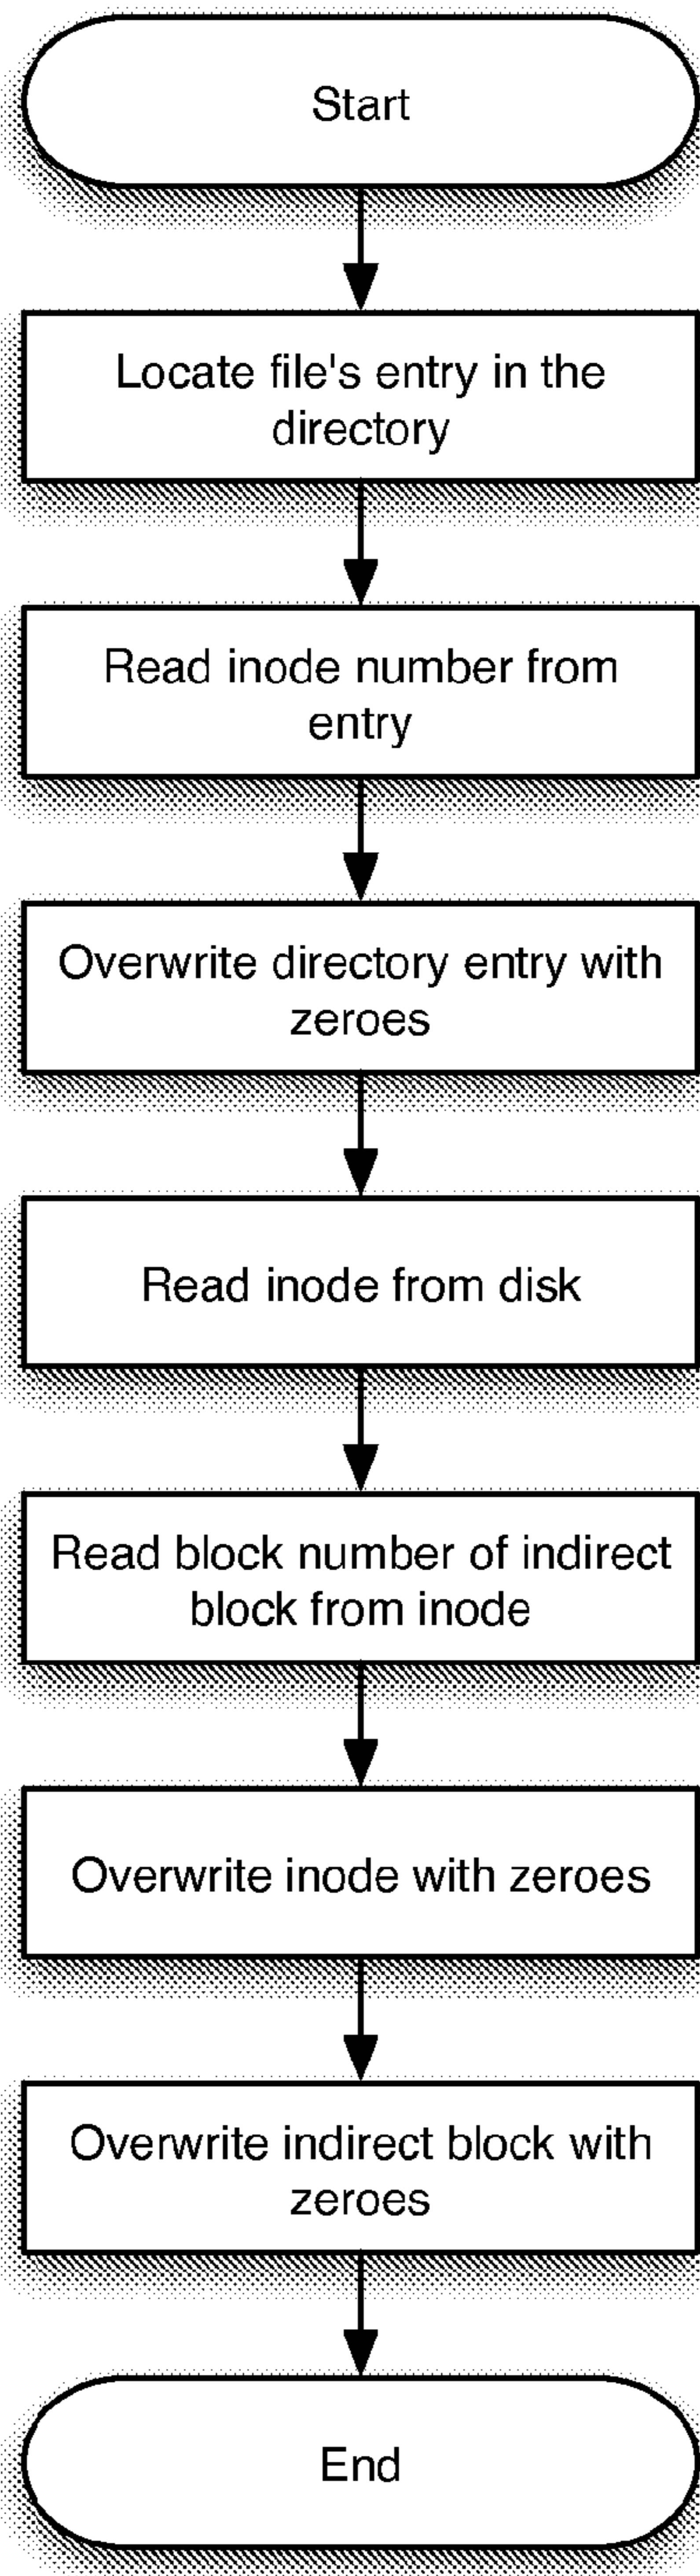 Start
Locate file's entry in the
directory
Read inode number from
entry
Overwrite directory entry with
zeroes
Read inode from disk
Read block number of indirect
block from inode
Overwrite inode with zeroes
Overwrite indirect block with
zeroes
End